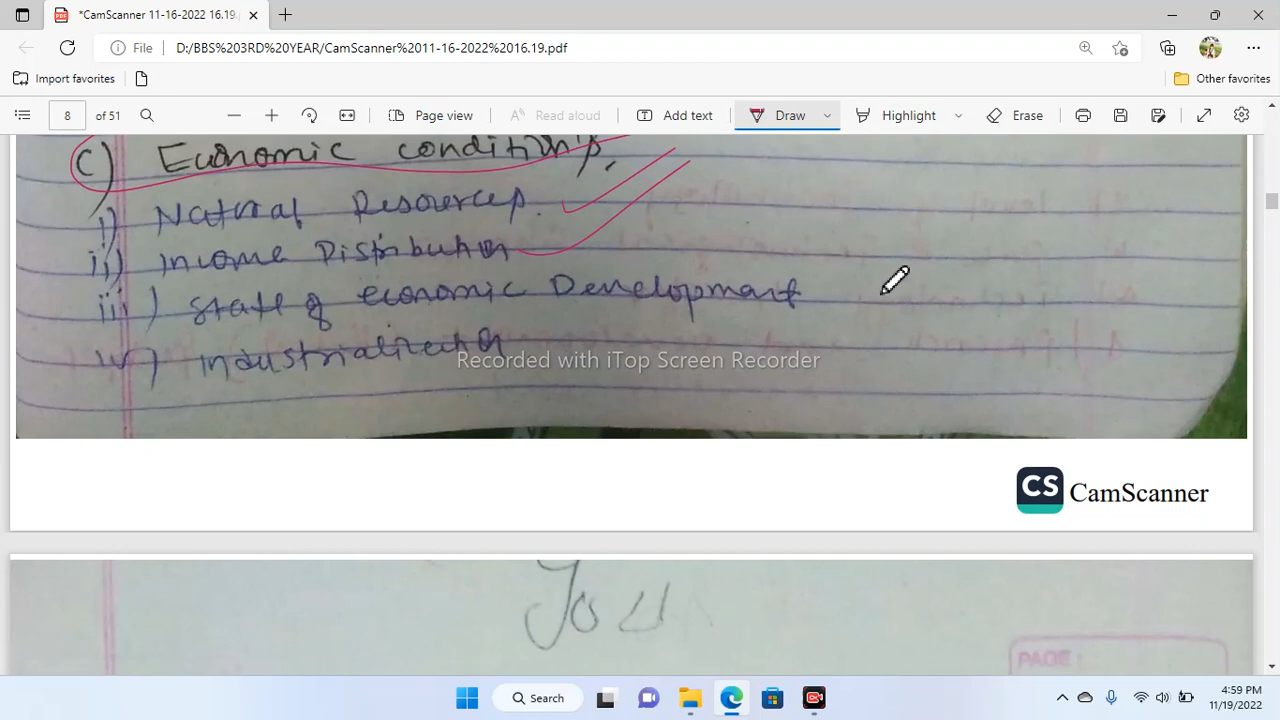 *CamScanner 11-16-2022 16.19.
File D:/BBS%203RD%20YEAR/CamScanner%2011-16-2022%2016.19.pdf
Import favorites Other favorites
8 of 51 Page view Read aloud Add text Draw Highlight Erase
c) Economic conditions,
i) Natural Resources.
ii) Income Distribution
iii) State of economic Development
iv) Industrialization
Recorded with iTop Screen Recorder
CS CamScanner
PAGE:
Search
4:59 PM
11/19/2022